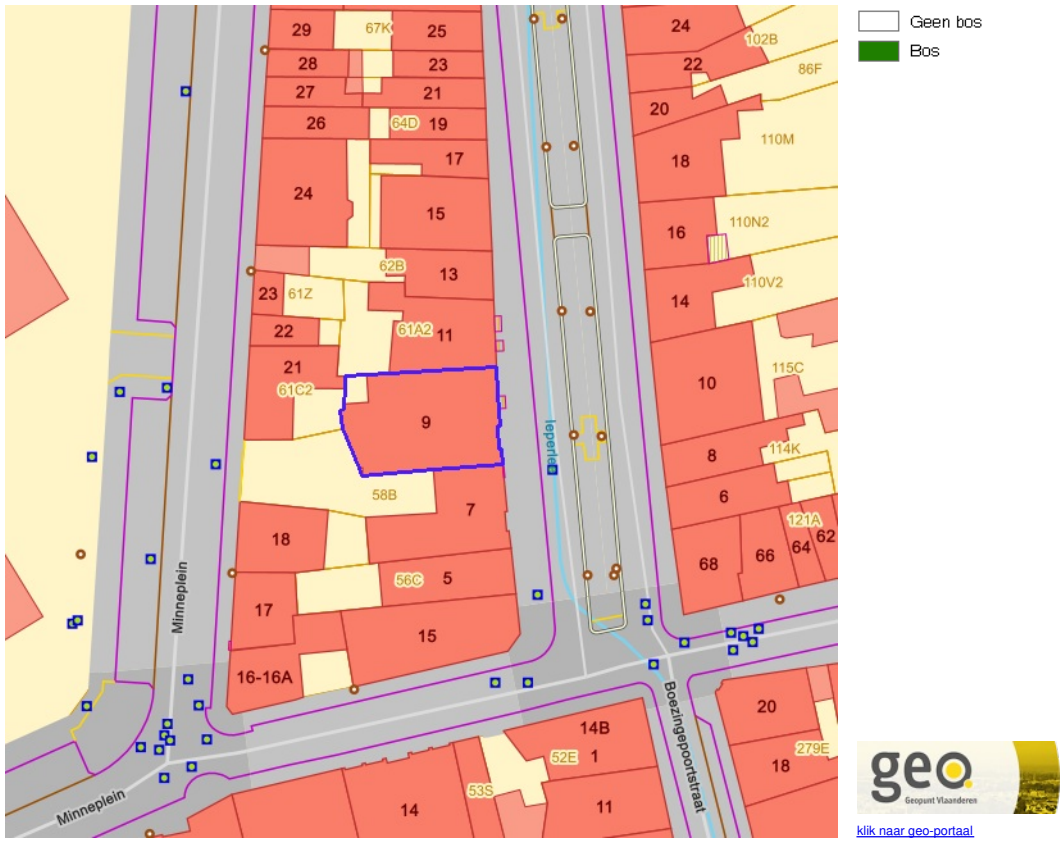 29
67K
25
24
102B
28
23
22
86F
27
21
20
26
64D
19
110M
17
18
24
15
16
110N2
62B
13
23
61Z
14
110V2
22
61A2
11
21
61C2
10
115C
9
Ieperle
8
114K
58B
7
6
121A
62
18
68
66
64
56C
5
17
15
16-16A
Minneplein
Boezingepoortstraat
20
14B
52E
1
279E
18
53S
14
11
Minneplein
Geen bos
Bos
geo.
Geopunt Vlaanderen
klik naar geo-portaal